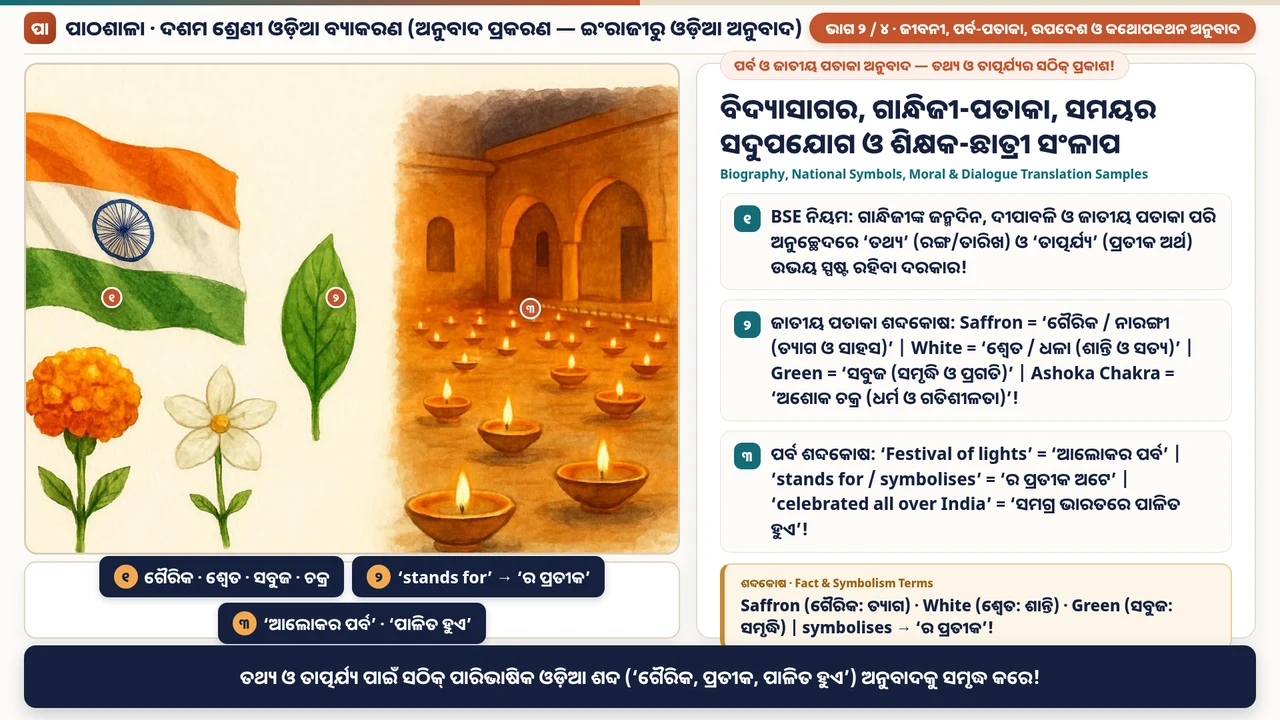 ପା
ପାଠଶାଳା · ଦଶମ ଶ୍ରେଣୀ ଓଡ଼ିଆ ବ୍ୟାକରଣ (ଅନୁବାଦ ପ୍ରକରଣ — ଇଂରାଜୀରୁ ଓଡ଼ିଆ ଅନୁବାଦ)
ଭାଗ ୨ / ୪ · ଜୀବନୀ, ପର୍ବ-ପତାକା, ଉପଦେଶ ଓ କଥୋପକଥନ ଅନୁବାଦ
ପର୍ବ ଓ ଜାତୀୟ ପତାକା ଅନୁବାଦ — ତଥ୍ୟ ଓ ତାତ୍ପର୍ଯ୍ୟର ସଠିକ୍ ପ୍ରକାଶ!
ବିଦ୍ୟାସାଗର, ଗାନ୍ଧିଜୀ-ପତାକା, ସମୟର
ସଦୁପଯୋଗ ଓ ଶିକ୍ଷକ-ଛାତ୍ରୀ ସଂଳାପ
Biography, National Symbols, Moral & Dialogue Translation Samples
୧
BSE ନିୟମ: ଗାନ୍ଧିଜୀଙ୍କ ଜନ୍ମଦିନ, ଦୀପାବଳି ଓ ଜାତୀୟ ପତାକା ପରି
ଅନୁଚ୍ଛେଦରେ ‘ତଥ୍ୟ’ (ରଙ୍ଗ/ତାରିଖ) ଓ ‘ତାତ୍ପର୍ଯ୍ୟ’ (ପ୍ରତୀକ ଅର୍ଥ)
ଉଭୟ ସ୍ପଷ୍ଟ ରହିବା ଦରକାର!
୨
ଜାତୀୟ ପତାକା ଶବ୍ଦକୋଷ: Saffron = ‘ଗୈରିକ / ନାରଙ୍ଗୀ
(ତ୍ୟାଗ ଓ ସାହସ)’ | White = ‘ଶ୍ୱେତ / ଧଳା (ଶାନ୍ତି ଓ ସତ୍ୟ)’ |
Green = ‘ସବୁଜ (ସମୃଦ୍ଧି ଓ ପ୍ରଗତି)’ | Ashoka Chakra =
‘ଅଶୋକ ଚକ୍ର (ଧର୍ମ ଓ ଗତିଶୀଳତା)’!
୩
ପର୍ବ ଶବ୍ଦକୋଷ: ‘Festival of lights’ = ‘ଆଲୋକର ପର୍ବ’ |
‘stands for / symbolises’ = ‘ର ପ୍ରତୀକ ଅଟେ’ |
‘celebrated all over India’ = ‘ସମଗ୍ର ଭାରତରେ ପାଳିତ
ହୁଏ’!
ଶବ୍ଦକୋଷ · Fact & Symbolism Terms
Saffron (ଗୈରିକ: ତ୍ୟାଗ) · White (ଶ୍ୱେତ: ଶାନ୍ତି) · Green (ସବୁଜ:
ସମୃଦ୍ଧି) | symbolises → ‘ର ପ୍ରତୀକ’!
୧
୨
୩
୧ ଗୈରିକ · ଶ୍ୱେତ · ସବୁଜ · ଚକ୍ର
୨ ‘stands for’ → ‘ର ପ୍ରତୀକ’
୩ ‘ଆଲୋକର ପର୍ବ’ · ‘ପାଳିତ ହୁଏ’
ତଥ୍ୟ ଓ ତାତ୍ପର୍ଯ୍ୟ ପାଇଁ ସଠିକ୍ ପାରିଭାଷିକ ଓଡ଼ିଆ ଶବ୍ଦ (‘ଗୈରିକ, ପ୍ରତୀକ, ପାଳିତ ହୁଏ’) ଅନୁବାଦକୁ ସମୃଦ୍ଧ କରେ!